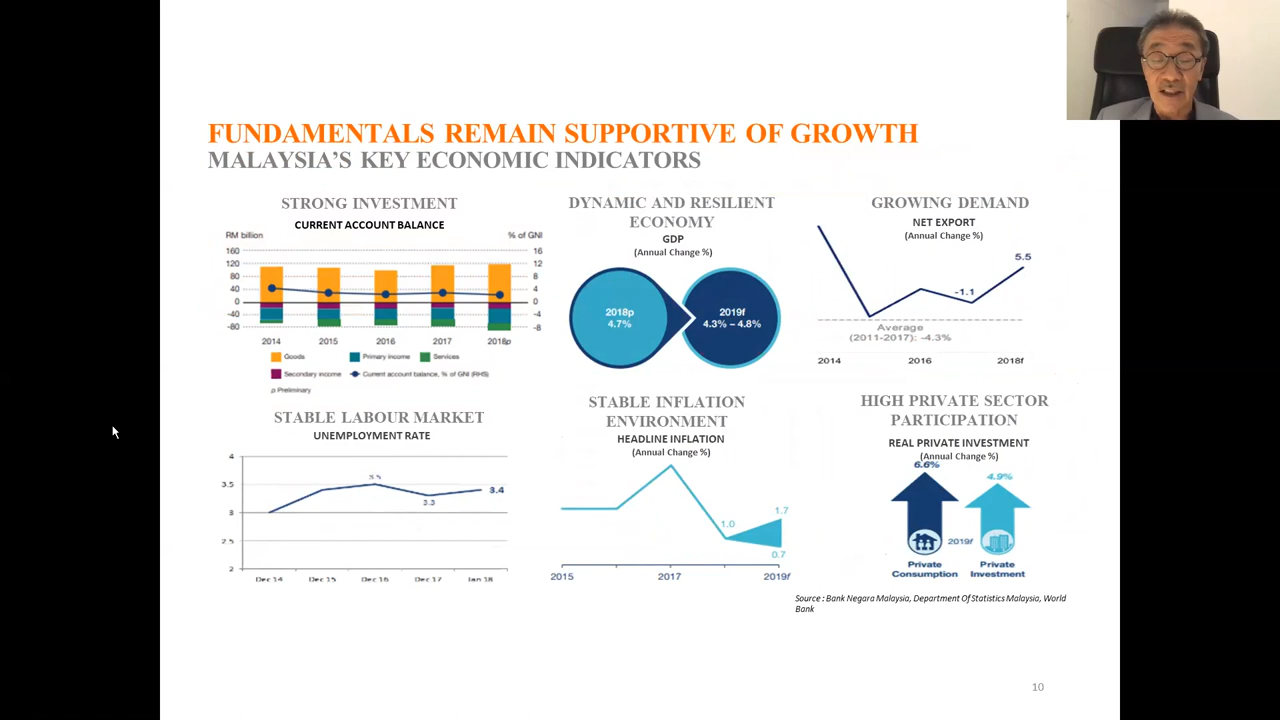 FUNDAMENTALS REMAIN SUPPORTIVE OF GROWTH
MALAYSIA'S KEY ECONOMIC INDICATORS
STRONG INVESTMENT
CURRENT ACCOUNT BALANCE
RM billion
% of GNI
160
120
80
40
0
-40
-80
16
12
8
4
0
-4
-8
2014
2015
2016
2017
2018p
Goods
Primary income
Services
Secondary income
Current account balance, % of GNI (RHS)
p Preliminary
DYNAMIC AND RESILIENT
ECONOMY
GDP
(Annual Change %)
2018p
4.7%
2019f
4.3% – 4.8%
GROWING DEMAND
NET EXPORT
(Annual Change %)
5.5
-1.1
Average
(2011-2017): -4.3%
2014
2016
2018f
STABLE LABOUR MARKET
UNEMPLOYMENT RATE
4
3.5
3
2.5
2
3.5
3.3
3.4
Dec 14
Dec 15
Dec 16
Dec 17
Jan 18
STABLE INFLATION
ENVIRONMENT
HEADLINE INFLATION
(Annual Change %)
1.0
1.7
0.7
2015
2017
2019f
HIGH PRIVATE SECTOR
PARTICIPATION
REAL PRIVATE INVESTMENT
(Annual Change %)
6.6%
4.9%
2019f
Private
Consumption
Private
Investment
Source : Bank Negara Malaysia, Department Of Statistics Malaysia, World
Bank
10